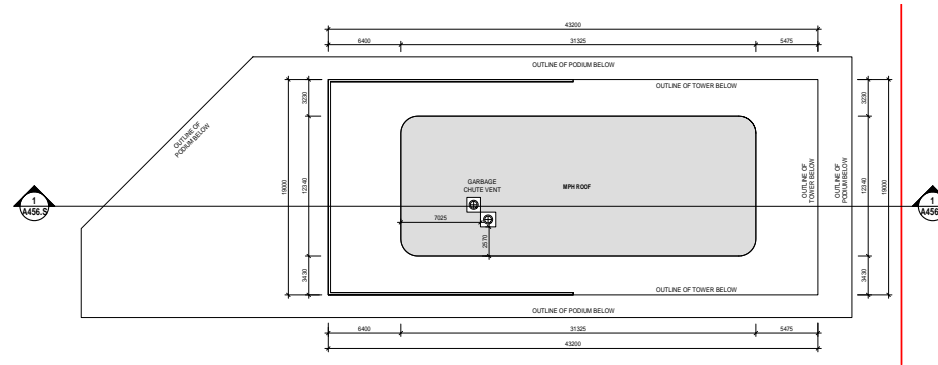 43200
6400 31325 5475
OUTLINE OF PODIUM BELOW
OUTLINE OF TOWER BELOW
OUTLINE OF
PODIUM BELOW
19000
3230
12340
3430
GARBAGE
CHUTE VENT
MPH ROOF
7025
2570
OUTLINE OF
TOWER BELOW
OUTLINE OF
PODIUM BELOW
3230
12340
3430
19000
1
A456.S
1
A456
OUTLINE OF TOWER BELOW
OUTLINE OF PODIUM BELOW
6400 31325 5475
43200